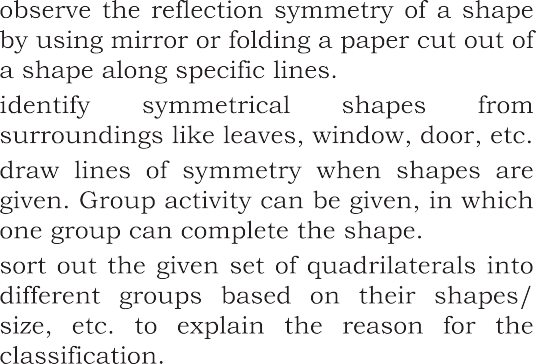 observe the reflection symmetry of a shape
by using mirror or folding a paper cut out of
a shape along specific lines.
identify symmetrical shapes from
surroundings like leaves, window, door, etc.
draw lines of symmetry when shapes are
given. Group activity can be given, in which
one group can complete the shape.
sort out the given set of quadrilaterals into
different groups based on their shapes/
size, etc. to explain the reason for the
classification.